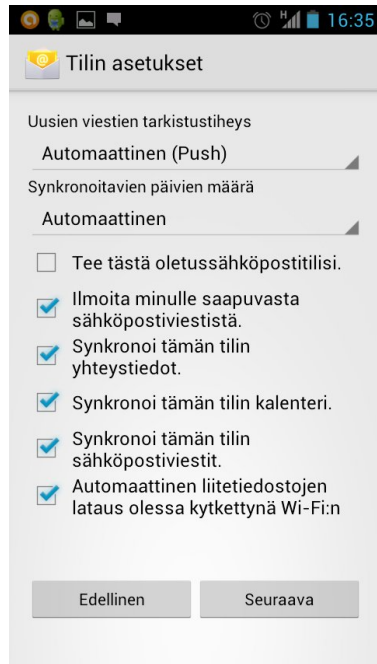 H 16:35
Tilin asetukset
Uusien viestien tarkistustiheys
Automaattinen (Push)
Synkronoitavien päivien määrä
Automaattinen
Tee tästä oletussähköpostitilisi.
Ilmoita minulle saapuvasta
sähköpostiviestistä.
Synkronoi tämän tilin
yhteystiedot.
Synkronoi tämän tilin kalenteri.
Synkronoi tämän tilin
sähköpostiviestit.
Automaattinen liitetiedostojen
lataus olessa kytkettynä Wi-Fi:n
Edellinen Seuraava